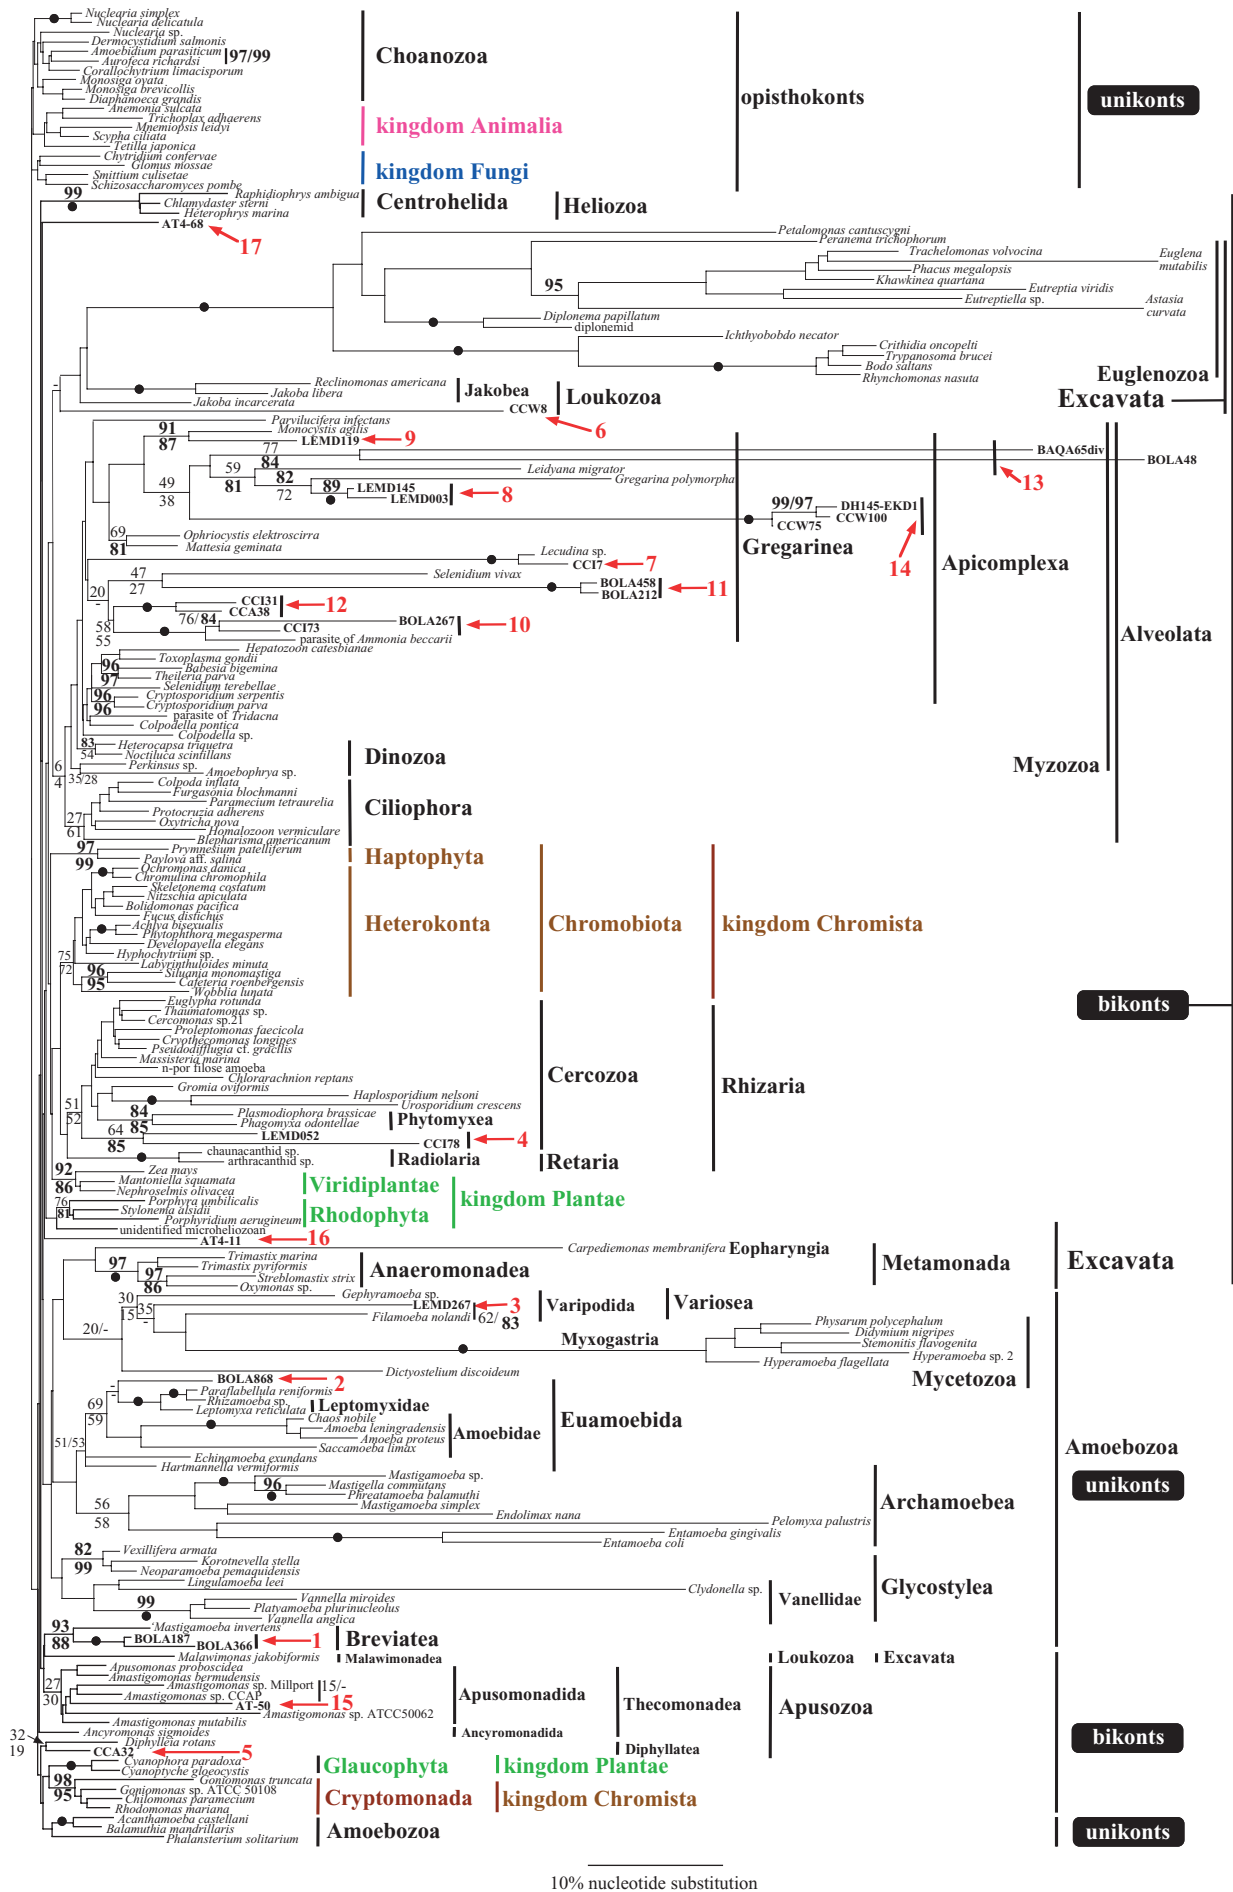 Nuclearia simplex
Nuclearia delicatula
Nuclearia sp.
Dermocystidium salmonis
Amoebidium parasiticum
97/99
Aurofeca richardsi
Corallochytrium limacisporum
Monosiga ovata
Monosiga brevicollis
Diaphanoeca grandis
Choanozoa
opisthokonts
unikonts
Anemonia sulcata
Trichoplax adhaerens
Mnemiopsis leidyi
Scypha ciliata
Tetilla japonica
kingdom Animalia
Chytridium confervae
Glomus mossae
Smittium culisetae
Schizosaccharomyces pombe
kingdom Fungi
99
Raphidiophrys ambigua
Chlamydaster sterni
Heterophrys marina
Centrohelida
Heliozoa
AT4-68
17
Petalomonas cantuscygni
Peranema trichophorum
Trachelomonas volvocina
Euglena mutabilis
Phacus megalopsis
Khawkinea quartana
95
Eutreptia viridis
Eutreptiella sp.
Astasia curvata
Diplonema papillatum
diplonemid
Ichthyobobdo necator
Crithidia oncopelti
Trypanosoma brucei
Bodo saltans
Rhynchomonas nasuta
Euglenozoa
Excavata
-
Reclinomonas americana
Jakoba libera
Jakoba incarcerata
Jakobea
Loukozoa
CCW8
6
Parvilucifera infectans
91
87
Monocystis agilis
LEMD119
9
77
84
BAQA65div
BOLA48
13
59
81
Leidyana migrator
82
72
Gregarina polymorpha
49
38
89
LEMD145
LEMD003
8
99/97
DH145-EKD1
CCW100
CCW75
14
69
81
Ophriocystis elektroscirra
Mattesia geminata
Gregarinea
Apicomplexa
Lecudina sp.
CCI7
7
47
27
Selenidium vivax
BOLA458
BOLA212
11
20
-
CCI31
CCA38
12
76/84
BOLA267
CCI73
10
58
55
parasite of Ammonia beccarii
Alveolata
Hepatozoon catesbianae
Toxoplasma gondii
96
Babesia bigemina
97
Theileria parva
Selenidium terebellae
96
Cryptosporidium serpentis
96
Cryptosporidium parva
parasite of Tridacna
Colpodella pontica
Colpodella sp.
83
54
Heterocapsa triquetra
Noctiluca scintillans
Perkinsus sp.
35/28
Amoebophrya sp.
Dinozoa
Myzozoa
6
4
Colpoda inflata
Furgasonia blochmanni
Paramecium tetraurelia
Protocruzia adherens
27
61
Oxytricha nova
Homalozoon vermiculare
Blepharisma americanum
Ciliophora
97
99
Prymnesium patelliferum
Pavlova aff. salina
Haptophyta
Ochromonas danica
Chromulina chromophila
Skeletonema costatum
Nitzschia apiculata
Bolidomonas pacifica
Fucus distichus
Achlya bisexualis
Phytophthora megasperma
Developayella elegans
Hyphochytrium sp.
75
72
Labyrinthuloides minuta
96
95
Siluania monomastiga
Cafeteria roenbergensis
Wobblia lunata
Heterokonta
Chromobiota
kingdom Chromista
bikonts
Euglypha rotunda
Thaumatomonas sp.
Cercomonas sp.21
Proleptomonas faecicola
Cryothecomonas longipes
Pseudodifflugia cf. gracilis
Massisteria marina
n-por filose amoeba
Chlorarachnion reptans
Gromia oviformis
Haplosporidium nelsoni
Urosporidium crescens
Cercozoa
Rhizaria
51
52
84
85
Plasmodiophora brassicae
Phagomyxa odontellae
Phytomyxea
64
85
LEMD052
CCI78
4
chaunacanthid sp.
arthracanthid sp.
Radiolaria
Retaria
92
86
Zea mays
Mantoniella squamata
Nephroselmis olivacea
Viridiplantae
kingdom Plantae
76
81
Porphyra umbilicalis
Stylonema alsidii
Porphyridium aerugineum
Rhodophyta
unidentified microheliozoan
AT4-11
16
Carpediemonas membranifera
Eopharyngia
97
Trimastix marina
Trimastix pyriformis
97
86
Streblomastix strix
Oxymonas sp.
Anaeromonadea
Metamonada
Excavata
30
15
Gephyramoeba sp.
35
-
LEMD267
3
Filamoeba nolandi
62/83
Varipodida
Variosea
20/-
Myxogastria
Physarum polycephalum
Didymium nigripes
Stemonitis flavogenita
Hyperamoeba sp. 2
Hyperamoeba flagellata
Mycetozoa
Dictyostelium discoideum
-
-
BOLA868
2
Paraflabellula reniformis
Rhizamoeba sp.
Leptomyxa reticulata
Leptomyxidae
69
59
Chaos nobile
Amoeba leningradensis
Amoeba proteus
Saccamoeba limax
Amoebidae
Euamoebida
51/53
Echinamoeba exundans
Hartmannella vermiformis
Amoebozoa
unikonts
Mastigamoeba sp.
96
Mastigella commutans
Phreatamoeba balamuthi
Mastigamoeba simplex
56
58
Endolimax nana
Pelomyxa palustris
Entamoeba gingivalis
Entamoeba coli
Archamoebea
82
99
Vexillifera armata
Korotnevella stella
Neoparamoeba pemaquidensis
Lingulamoeba leei
Clydonella sp.
99
Vannella miroides
Platyamoeba plurinucleolus
Vannella anglica
Vanellidae
Glycostylea
93
88
'Mastigamoeba invertens'
BOLA187
BOLA366
1
Breviatea
Malawimonas jakobiformis
Malawimonadea
Loukozoa
Excavata
Apusomonas proboscidea
Amastigomonas bermudensis
27
30
Amastigomonas sp. Millport
15/-
Amastigomonas sp. CCAP
AT-50
15
Amastigomonas sp. ATCC50062
Amastigomonas mutabilis
Apusomonadida
Thecomonadea
Apusozoa
Ancyromonas sigmoides
Ancyromonadida
bikonts
32
19
Diphylleia rotans
Diphyllatea
CCA32
5
Cyanophora paradoxa
Cyanoptyche gloeocystis
Glaucophyta
kingdom Plantae
98
95
Goniomonas truncata
Goniomonas sp. ATCC 50108
Chilomonas paramecium
Rhodomonas mariana
Cryptomonada
kingdom Chromista
Acanthamoeba castellani
Balamuthia mandrillaris
Phalansterium solitarium
Amoebozoa
unikonts
10% nucleotide substitution